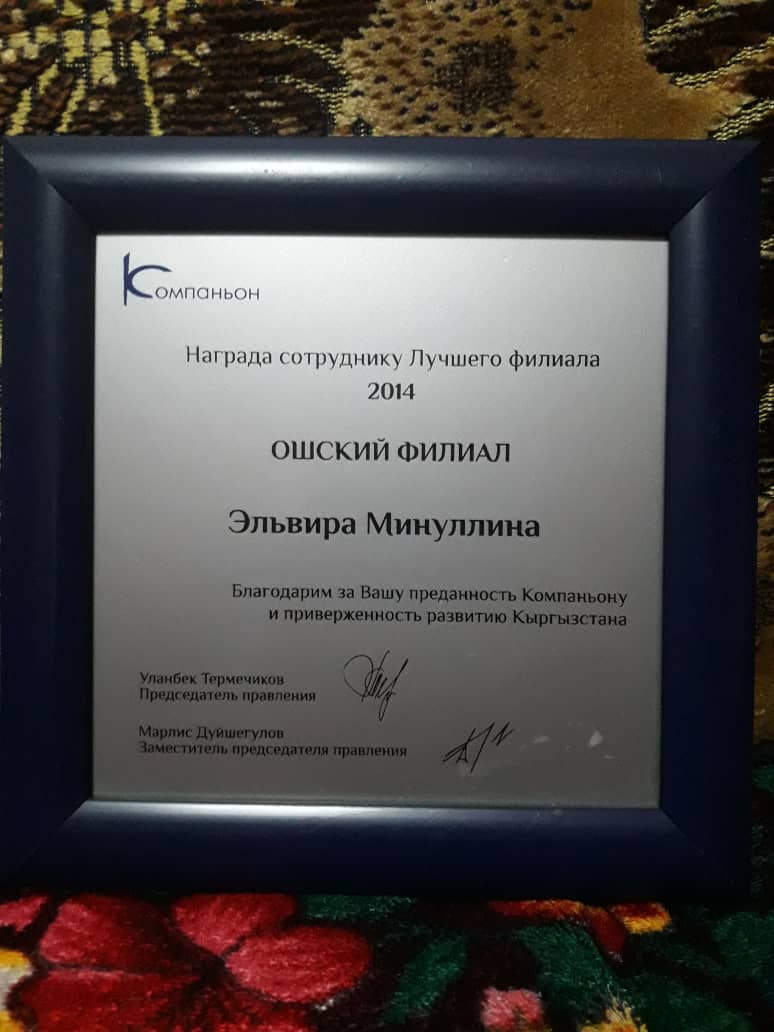 Компаньон
Награда сотруднику Лучшего филиала
2014
ОШСКИЙ ФИЛИАЛ
Эльвира Минуллина
Благодарим за Вашу преданность Компаньону
и приверженность развитию Кыргызстана
Уланбек Термечиков
Председатель правления
Марлис Дуйшегулов
Заместитель председателя правления